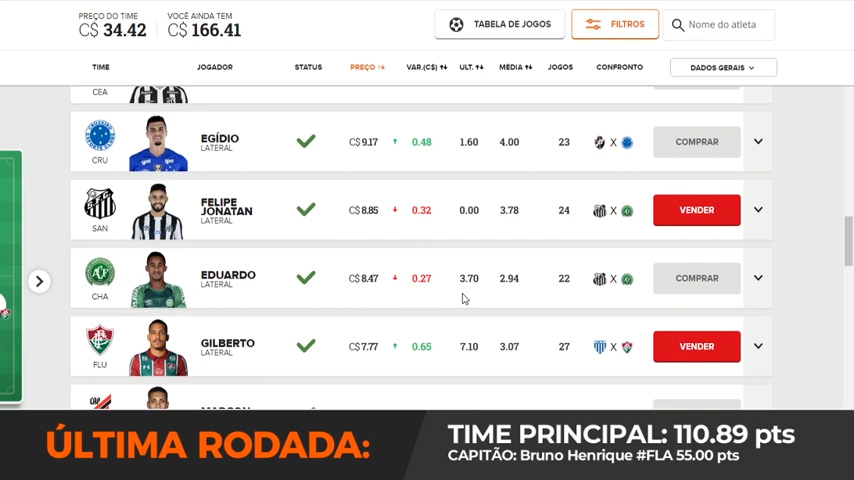 PREÇO DO TIME
C$ 34.42
VOCÊ AINDA TEM
C$ 166.41
TABELA DE JOGOS
FILTROS
Nome do atleta
TIME JOGADOR STATUS PREÇO VAR.(C$) ULT. MÉDIA JOGOS CONFRONTO DADOS GERAIS
CEA
EGÍDIO
LATERAL
CRU
C$ 9.17 0.48 1.60 4.00 23 X COMPRAR
FELIPE
JONATAN
LATERAL
SAN
C$ 8.85 0.32 0.00 3.78 24 X VENDER
EDUARDO
LATERAL
CHA
C$ 8.47 0.27 3.70 2.94 22 X COMPRAR
GILBERTO
LATERAL
FLU
C$ 7.77 0.65 7.10 3.07 27 X VENDER
ÚLTIMA RODADA:
TIME PRINCIPAL: 110.89 pts
CAPITÃO: Bruno Henrique #FLA 55.00 pts